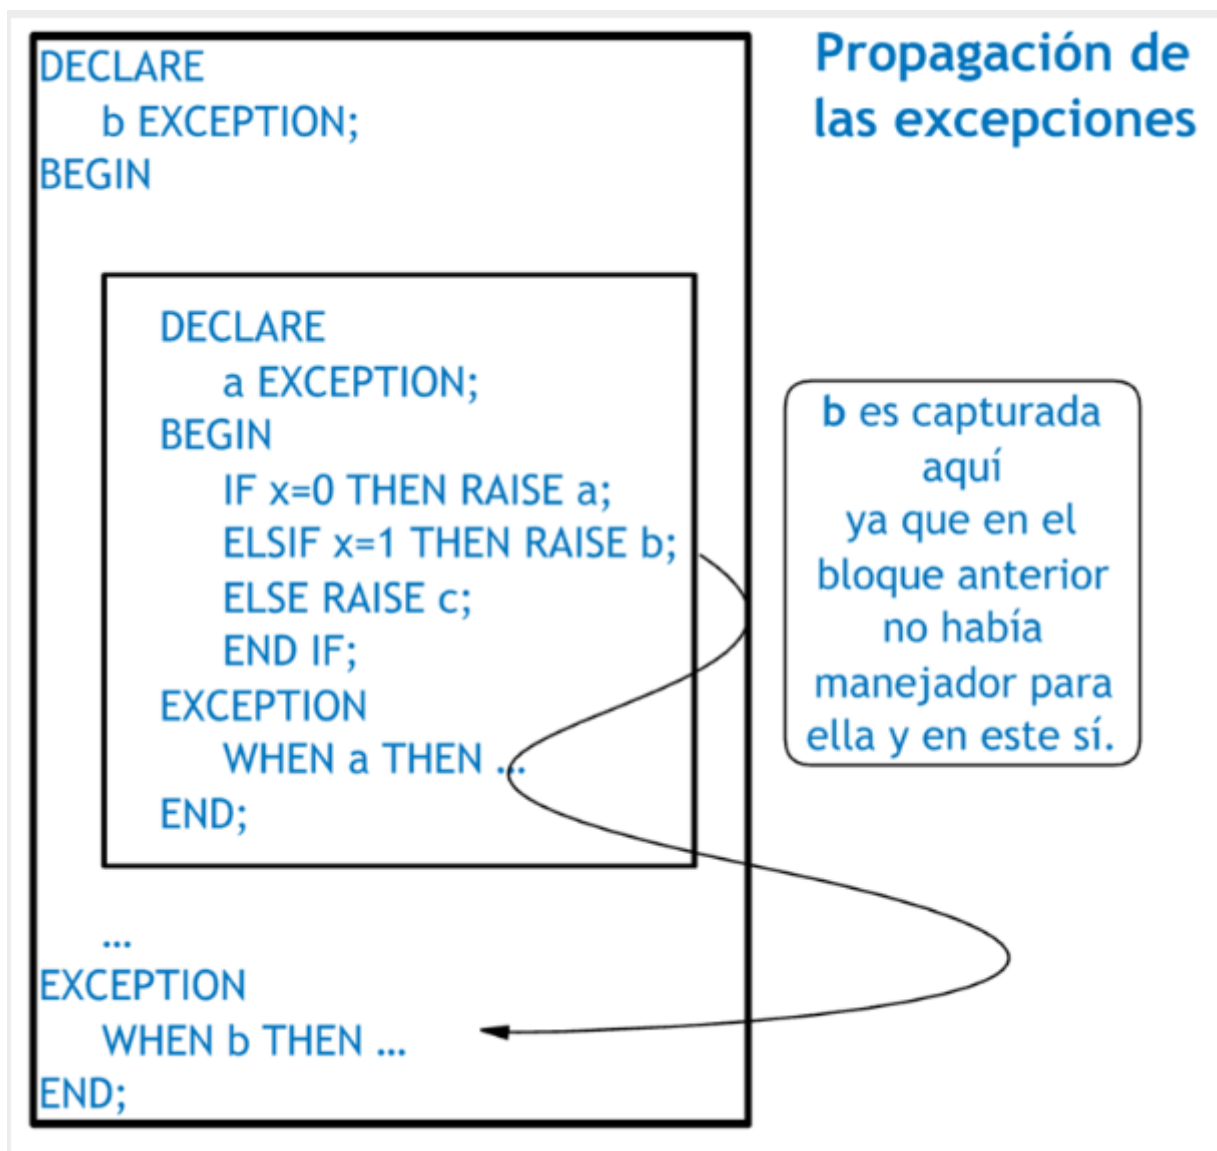 Propagación de
las excepciones
DECLARE
b EXCEPTION;
BEGIN
DECLARE
a EXCEPTION;
BEGIN
IF x=0 THEN RAISE a;
ELSIF x=1 THEN RAISE b;
ELSE RAISE c;
END IF;
EXCEPTION
WHEN a THEN ...
END;
...
EXCEPTION
WHEN b THEN ...
END;
b es capturada
aquí
ya que en el
bloque anterior
no había
manejador para
ella y en este sí.